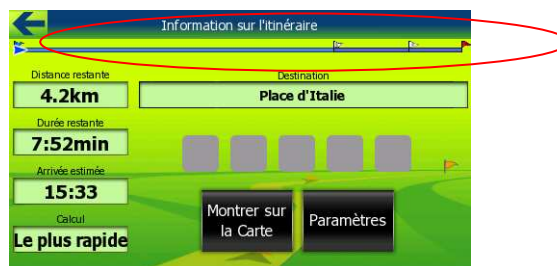 Information sur l'itinéraire
Distance restante
4.2km
Destination
Place d'Italie
Durée restante
7:52min
Arrivée estimée
15:33
Calcul
Le plus rapide
Montrer sur
la Carte
Paramètres